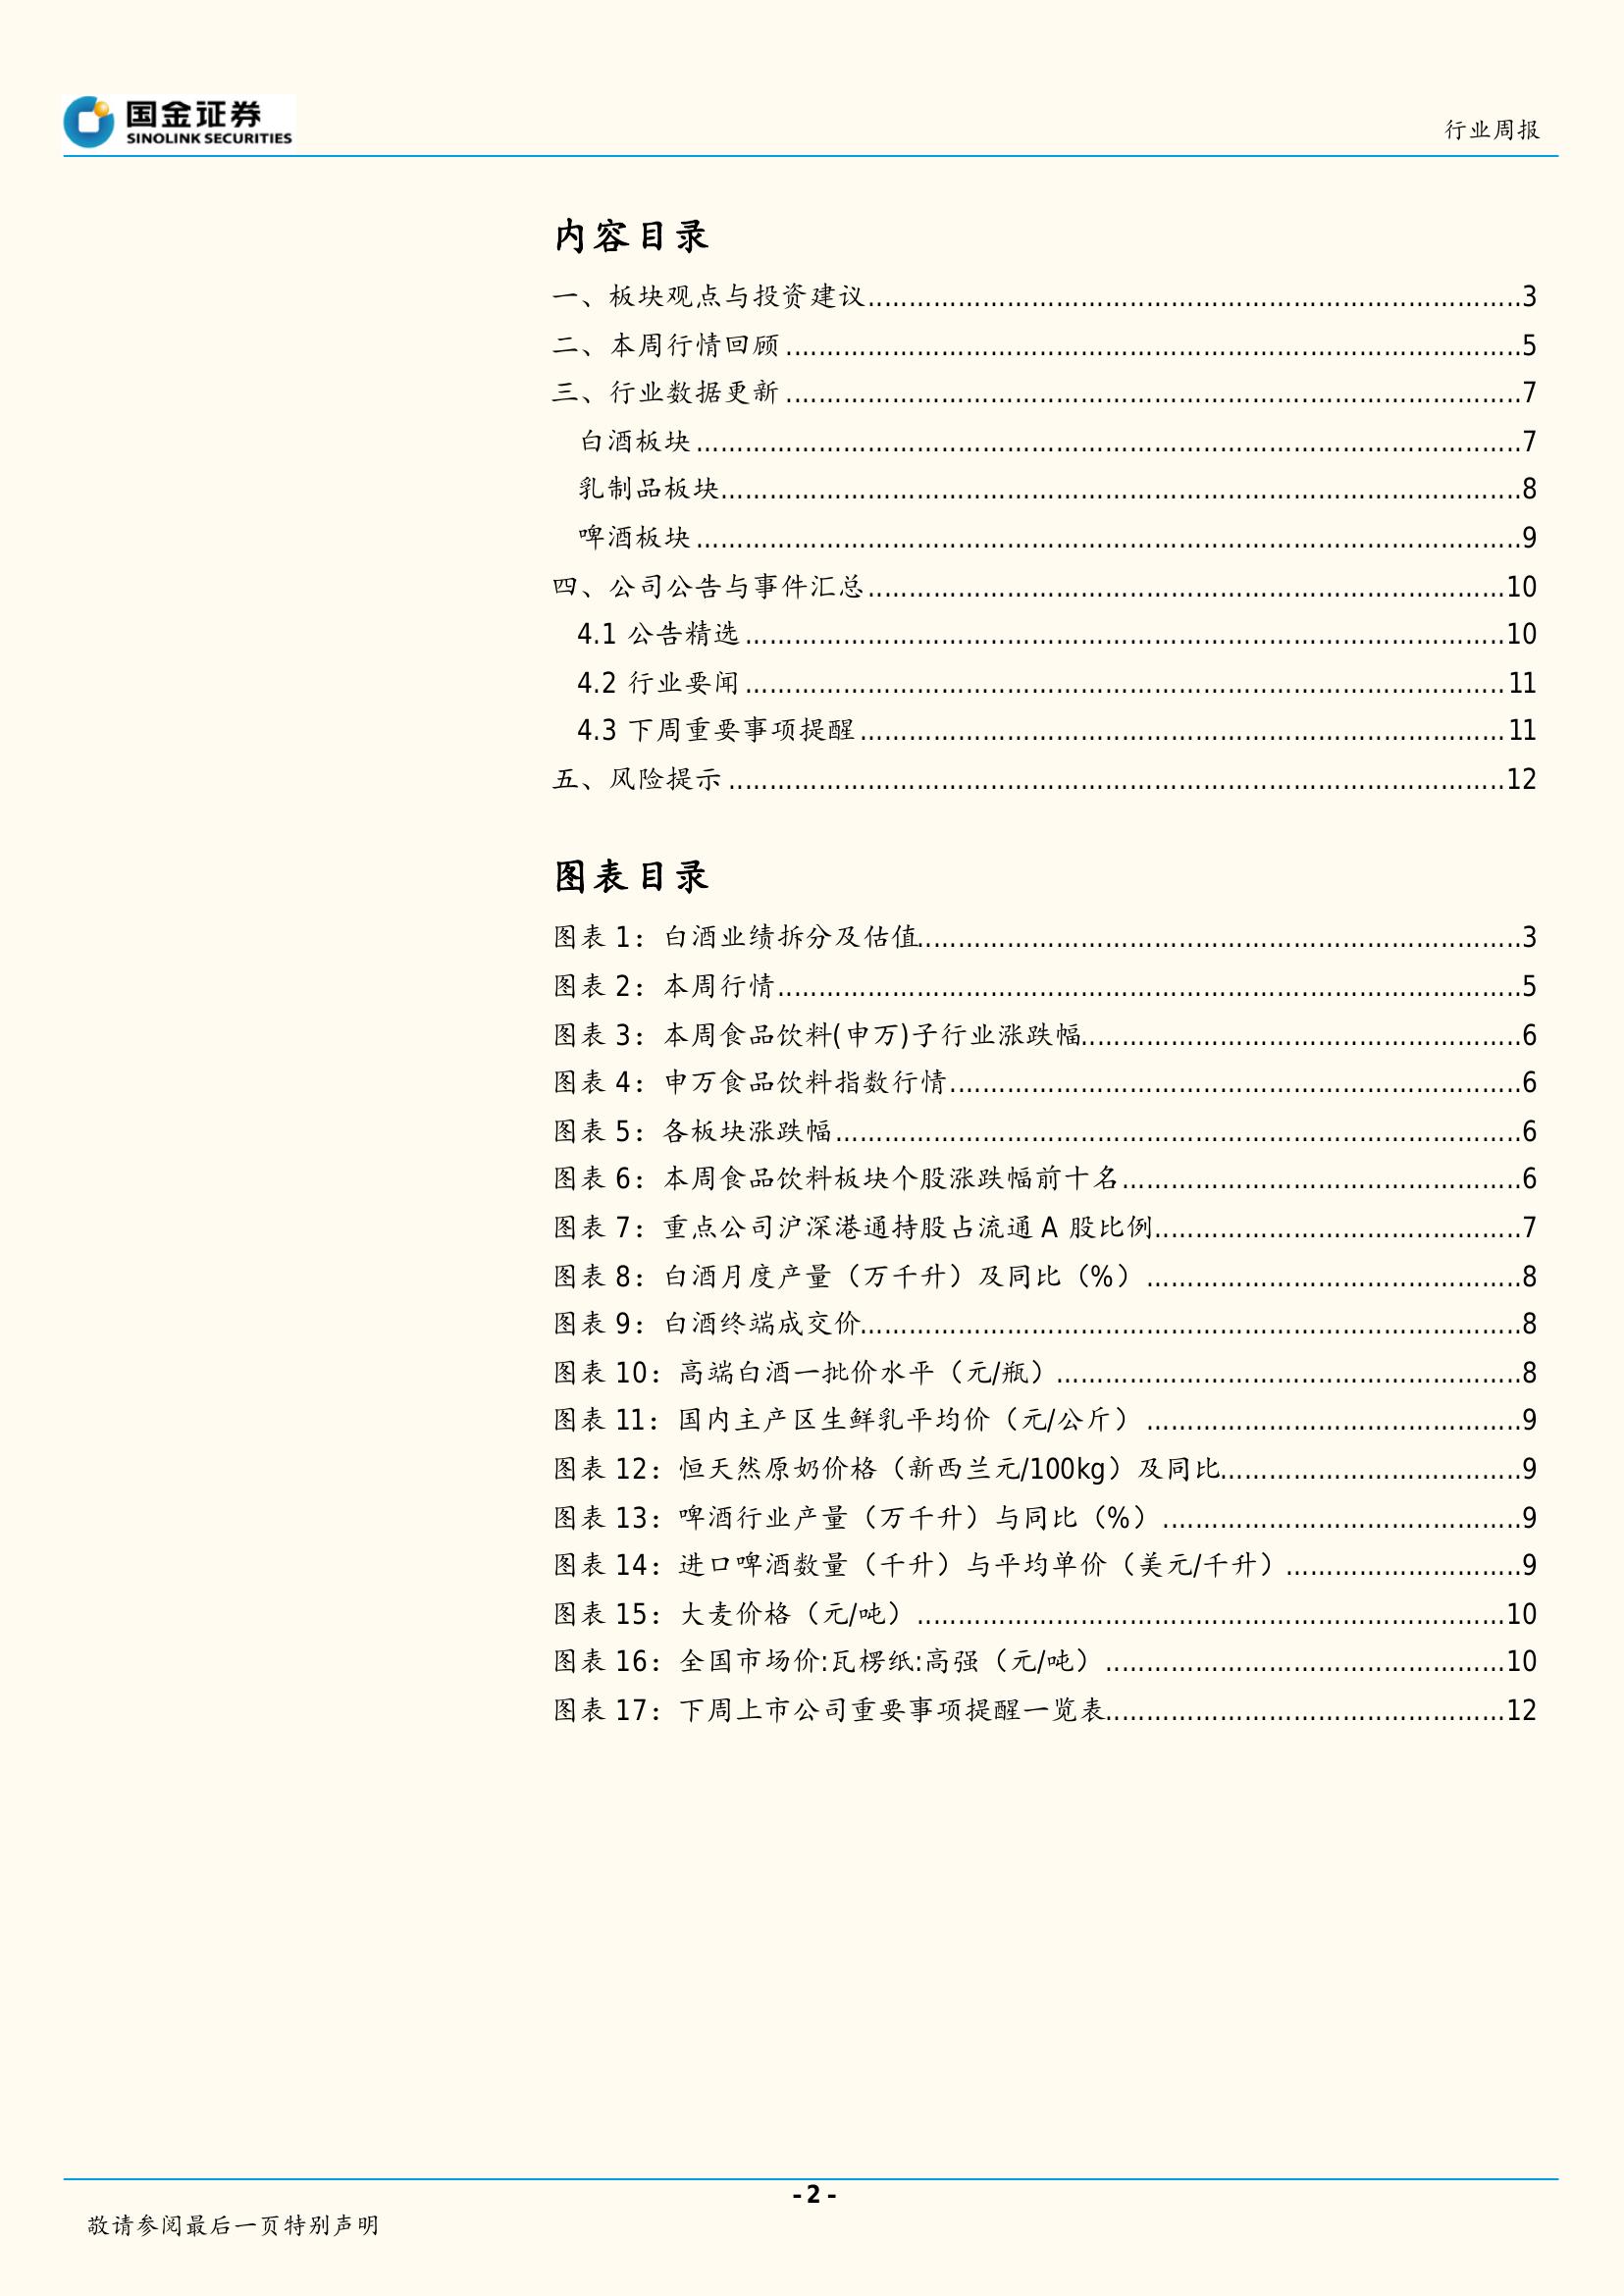 国金证券
SINOLINK SECURITIES
行业周报
内容目录
一、板块观点与投资建议................................................................................3
二、本周行情回顾..........................................................................................5
三、行业数据更新..........................................................................................7
白酒板块.....................................................................................................7
乳制品板块..................................................................................................8
啤酒板块.....................................................................................................9
四、公司公告与事件汇总..............................................................................10
4.1 公告精选.............................................................................................10
4.2 行业要闻.............................................................................................11
4.3 下周重要事项提醒...............................................................................11
五、风险提示...............................................................................................12
图表目录
图表 1：白酒业绩拆分及估值..........................................................................3
图表 2：本周行情...........................................................................................5
图表 3：本周食品饮料(申万)子行业涨跌幅......................................................6
图表 4：申万食品饮料指数行情......................................................................6
图表 5：各板块涨跌幅....................................................................................6
图表 6：本周食品饮料板块个股涨跌幅前十名..................................................6
图表 7：重点公司沪深港通持股占流通 A 股比例..............................................7
图表 8：白酒月度产量（万千升）及同比（%）..............................................8
图表 9：白酒终端成交价.................................................................................8
图表 10：高端白酒一批价水平（元/瓶）.........................................................8
图表 11：国内主产区生鲜乳平均价（元/公斤）..............................................9
图表 12：恒天然原奶价格（新西兰元/100kg）及同比.....................................9
图表 13：啤酒行业产量（万千升）与同比（%）............................................9
图表 14：进口啤酒数量（千升）与平均单价（美元/千升）.............................9
图表 15：大麦价格（元/吨）........................................................................10
图表 16：全国市场价:瓦楞纸:高强（元/吨）.................................................10
图表 17：下周上市公司重要事项提醒一览表.................................................12
- 2 -
敬请参阅最后一页特别声明